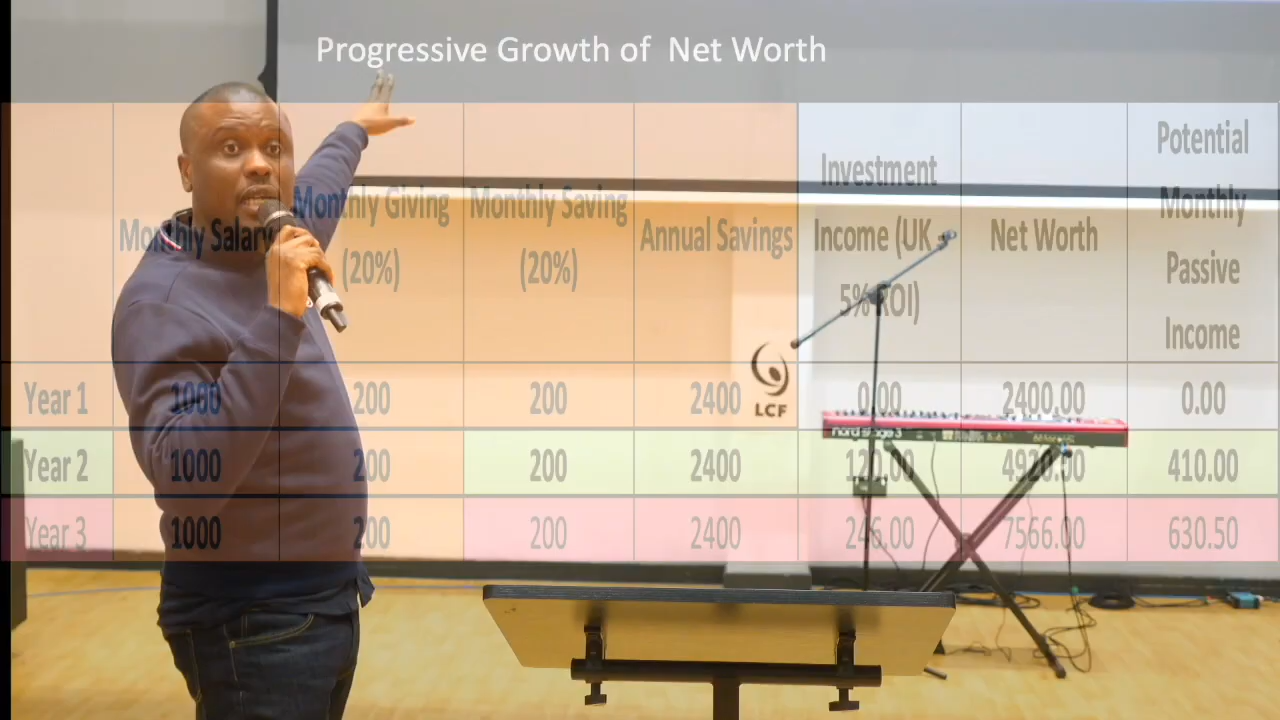 Progressive Growth of Net Worth
Monthly Salary
Monthly Giving
(20%)
Monthly Saving
(20%)
Annual Savings
Investment
Income (UK
5% ROI)
Net Worth
Potential
Monthly
Passive
Income
Year 1 1000 200 200 2400 0.00 2400.00 0.00
Year 2 1000 200 200 2400 4920.00 410.00
Year 3 1000 200 200 2400 246.00 7566.00 630.50
LCF
nord stage 3